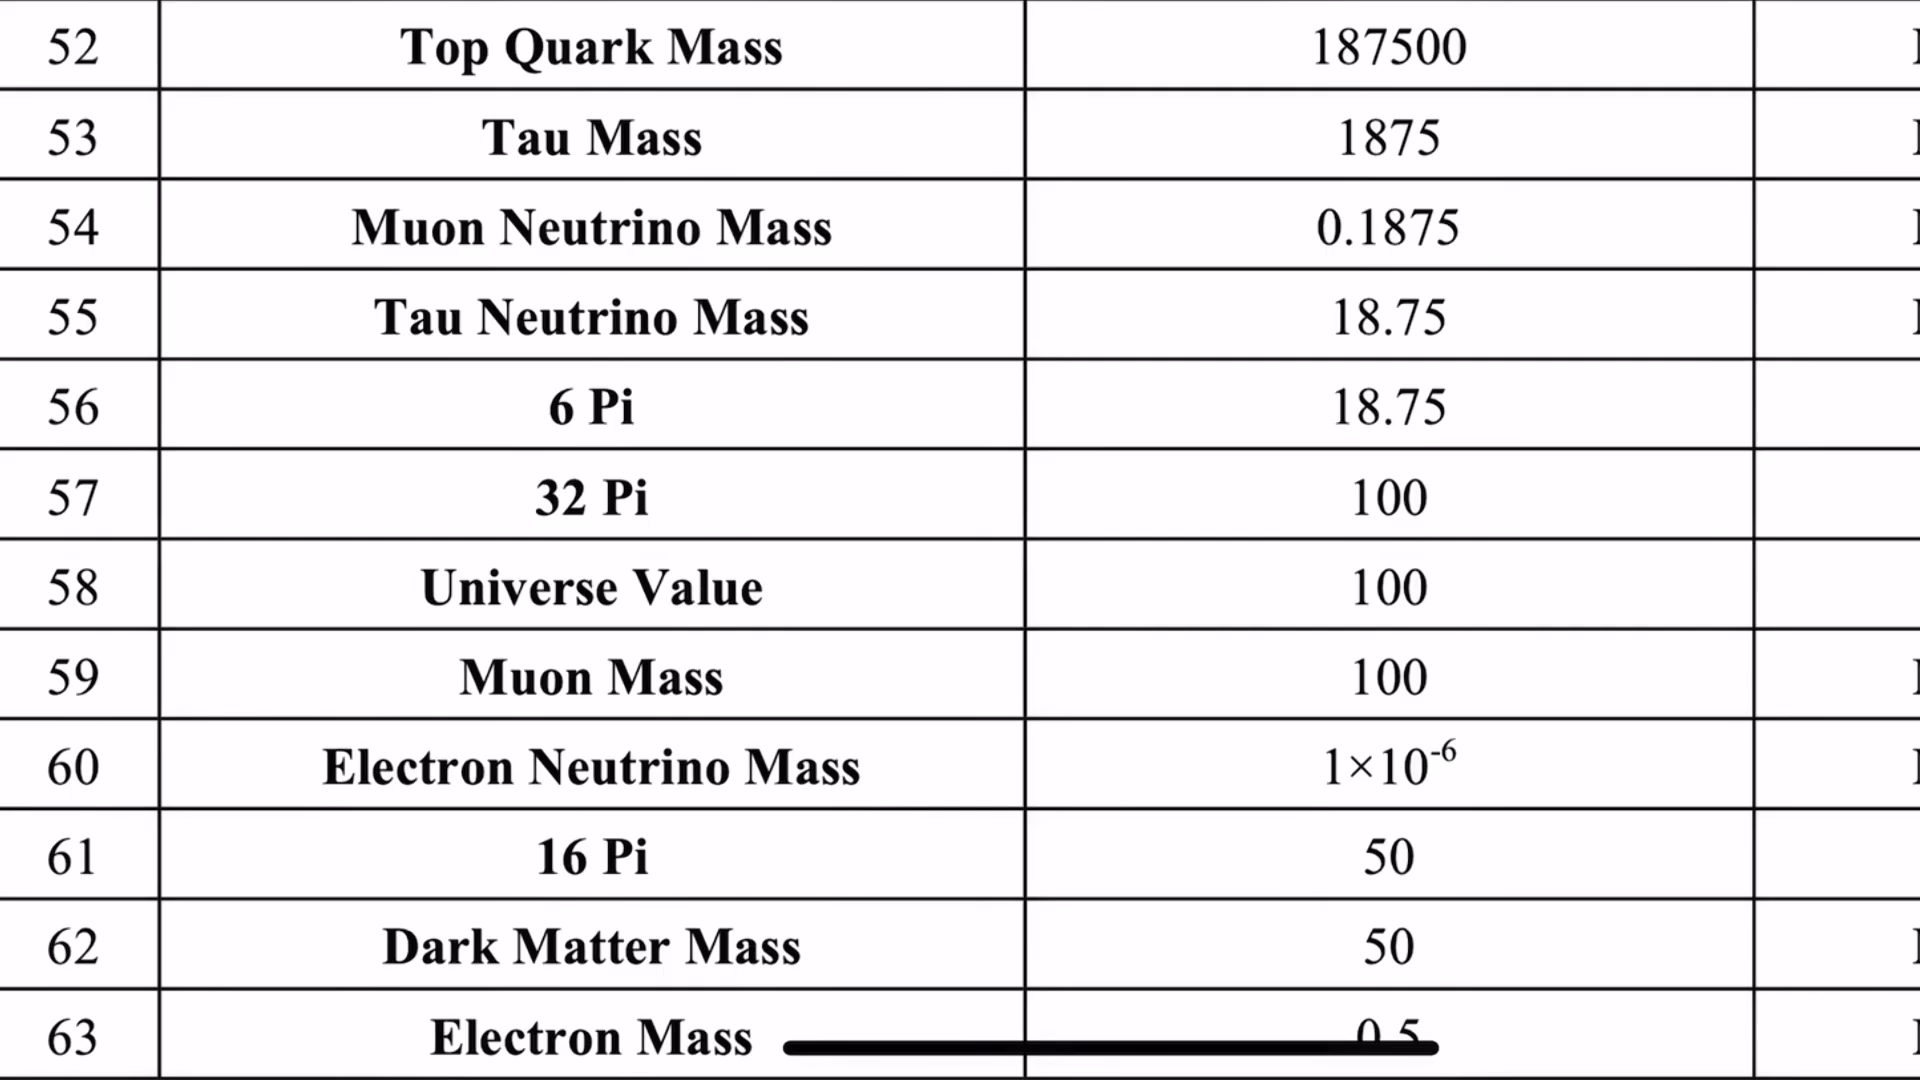 52 Top Quark Mass 187500
53 Tau Mass 1875
54 Muon Neutrino Mass 0.1875
55 Tau Neutrino Mass 18.75
56 6 Pi 18.75
57 32 Pi 100
58 Universe Value 100
59 Muon Mass 100
60 Electron Neutrino Mass 1×10⁻⁶
61 16 Pi 50
62 Dark Matter Mass 50
63 Electron Mass 0.5